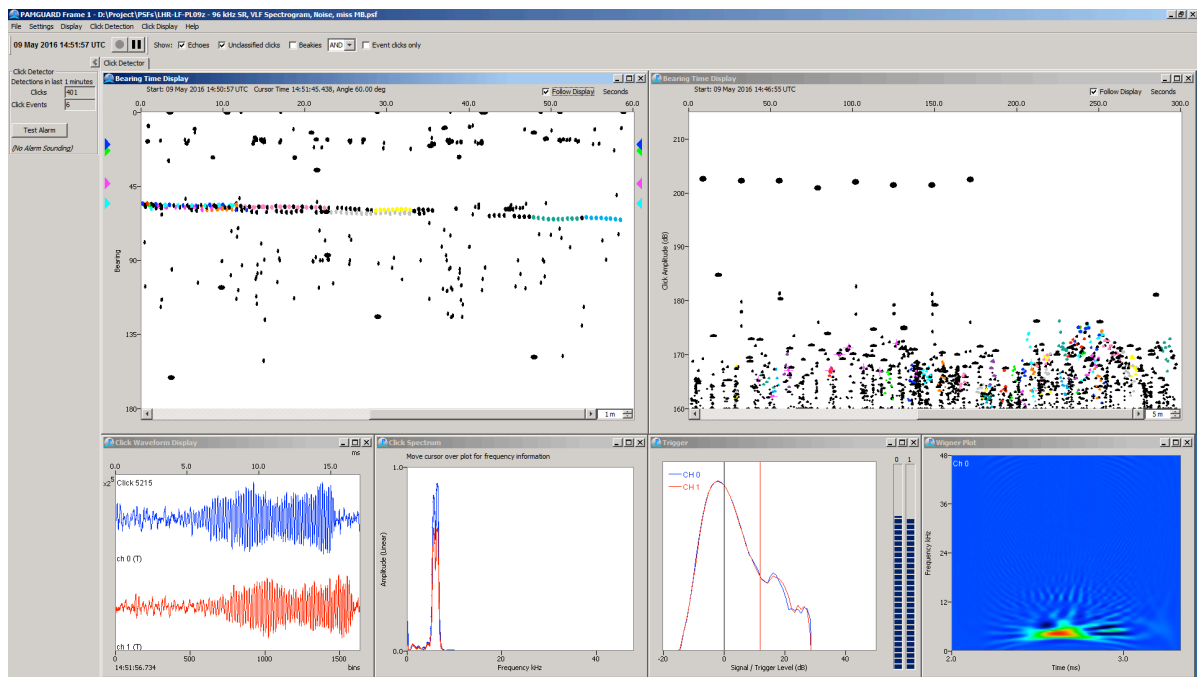 PAMGUARD Frame 1 - D:\Project\PSFs\LHR-LF-PL09z - 96 kHz SR, VLF Spectrogram, Noise, miss MB.psf
File Settings Display Click Detection Click Display Help
09 May 2016 14:51:57 UTC Show: Echoes Unclassified clicks Beakies AND Event clicks only
Click Detector
Click Detector
Detections in last 1 minutes
Clicks 401
Click Events 6
Test Alarm
(No Alarm Sounding)
Bearing Time Display
Start: 09 May 2016 14:50:57 UTC Cursor Time 14:51:45.438, Angle 60.00 deg Follow Display Seconds
0.0 10.0 20.0 30.0 40.0 50.0 60.0
0
45
90
135
180
Bearing
1 m
Bearing Time Display
Start: 09 May 2016 14:46:55 UTC Follow Display Seconds
0.0 50.0 100.0 150.0 200.0 250.0 300.0
210
200
190
180
170
160
Click Amplitude (dB)
5 m
Click Waveform Display
ms
0.0 5.0 10.0 15.0
x2^5
Click 5215
ch 0 (T)
ch 1 (T)
0 500 1000 1500
14:51:56.734 bins
Click Spectrum
Move cursor over plot for frequency information
1.0
0.0
Amplitude (Linear)
0 40
Frequency kHz
Trigger
CH 0
CH 1
0 1
-20 0 20 40
Signal / Trigger Level (dB)
Wigner Plot
Ch 0
48
24
12
0
Frequency kHz
2.0 3.0
Time (ms)